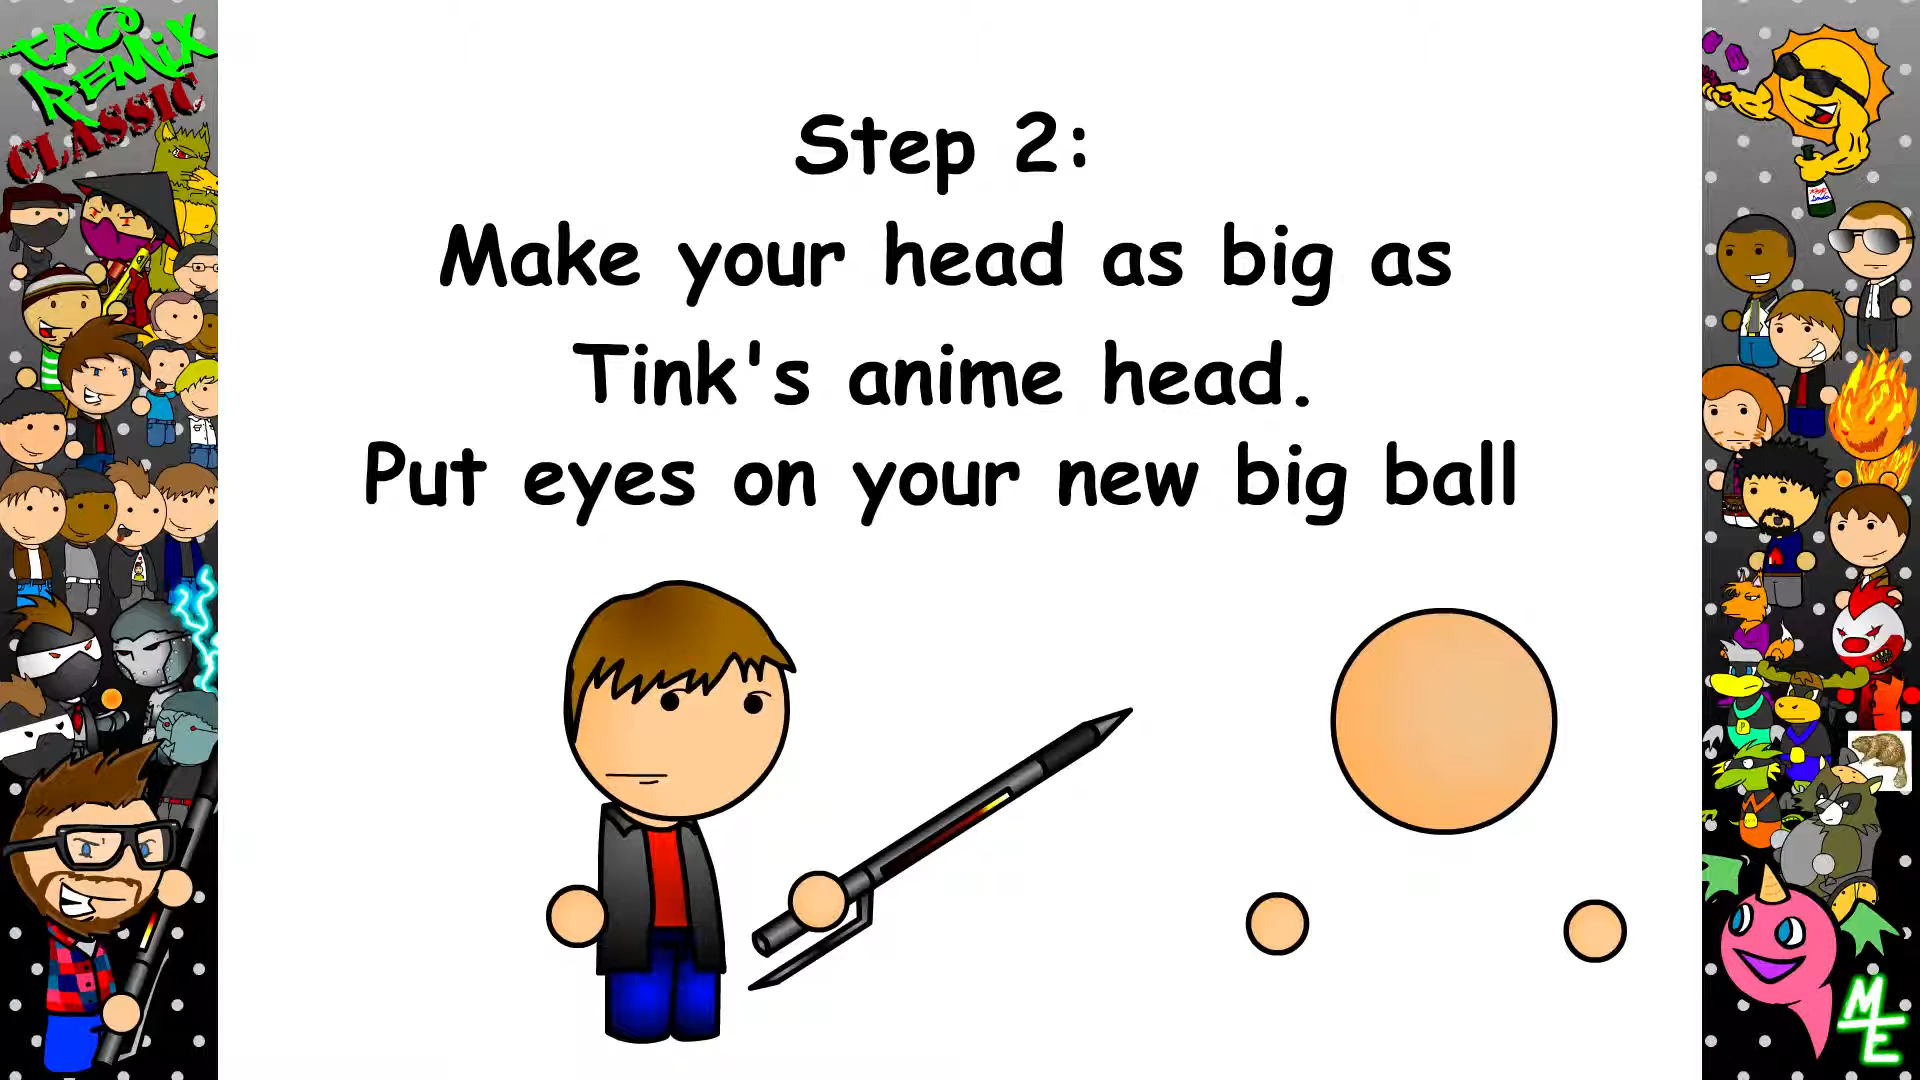 TACO
REMiX
CLASSIC
Step 2:
Make your head as big as
Tink's anime head.
Put eyes on your new big ball
M
E